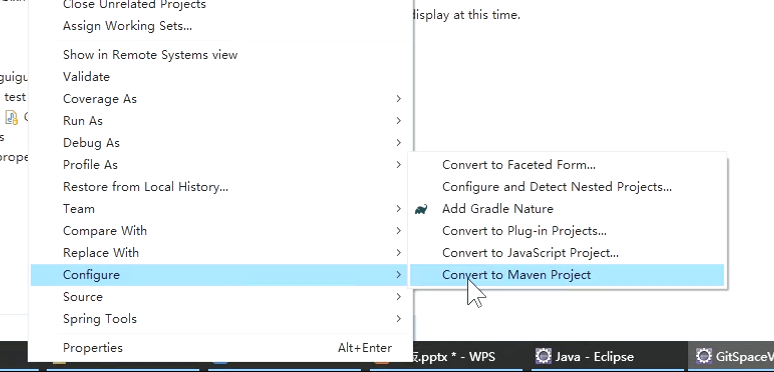 Close Unrelated Projects
Assign Working Sets...
display at this time.
Show in Remote Systems view
Validate
Coverage As
test
Run As
Debug As
Profile As
Restore from Local History...
Team
Compare With
Replace With
Configure
Source
Spring Tools
Properties Alt+Enter
Convert to Faceted Form...
Configure and Detect Nested Projects...
Add Gradle Nature
Convert to Plug-in Projects...
Convert to JavaScript Project...
Convert to Maven Project
.pptx * - WPS
Java - Eclipse